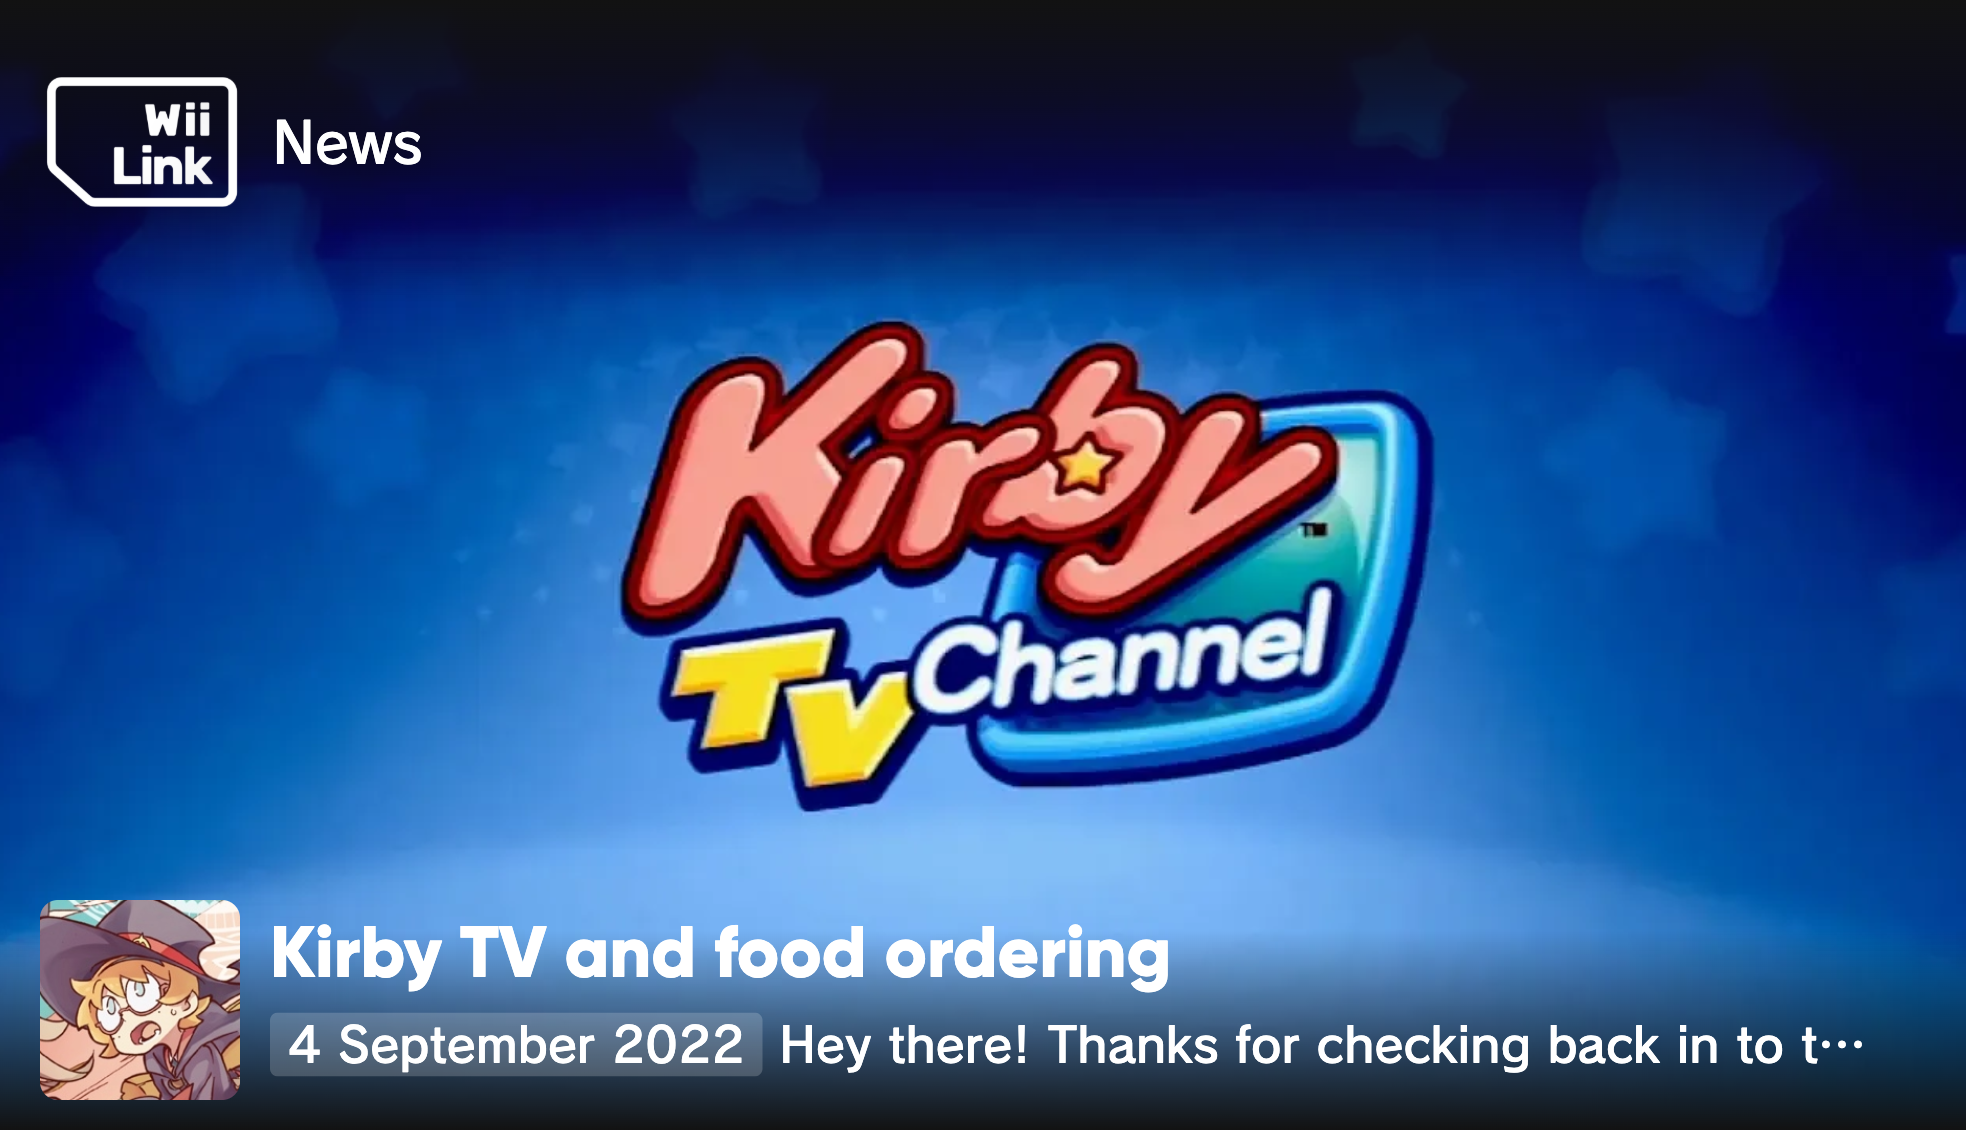 Wii
Link
News
Kirby
TM
TV Channel
Kirby TV and food ordering
4 September 2022 Hey there! Thanks for checking back in to t⋯